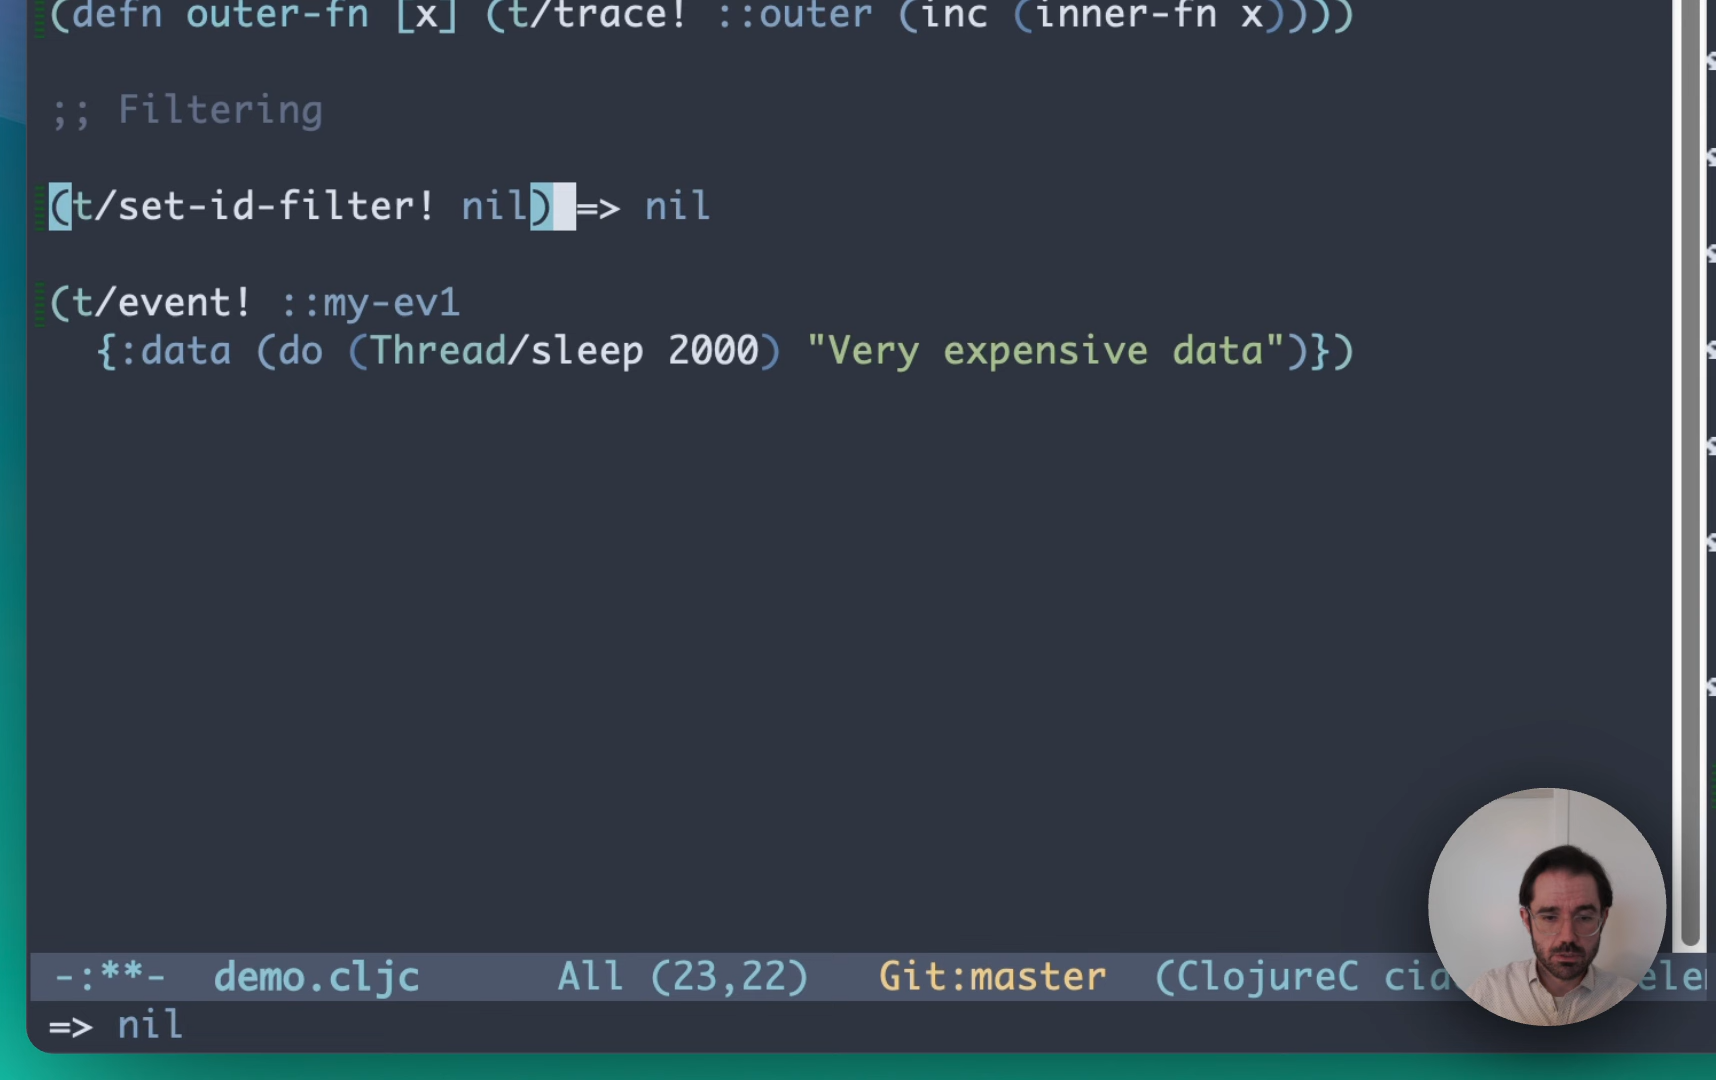 (defn outer-fn [x] (t/trace! ::outer (inc (inner-fn x))))
;; Filtering
(t/set-id-filter! nil) => nil
(t/event! ::my-ev1
{:data (do (Thread/sleep 2000) "Very expensive data")})
-:**- demo.cljc All (23,22) Git:master (ClojureC
=> nil